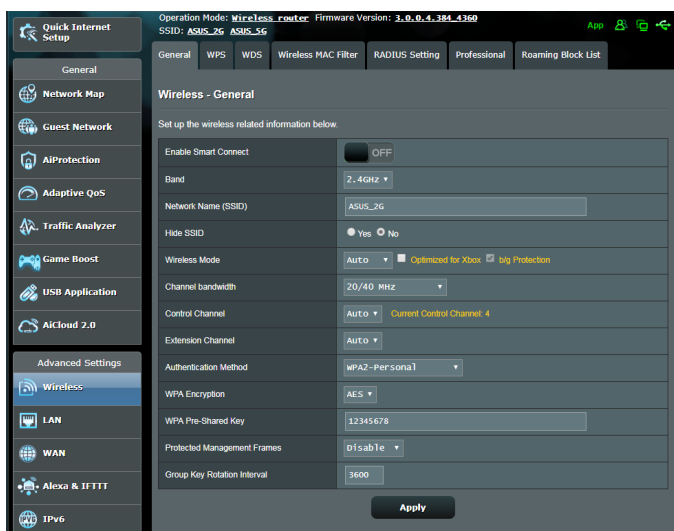 Quick Internet
Setup
General
Network Map
Guest Network
AiProtection
Adaptive QoS
Traffic Analyzer
Game Boost
USB Application
AiCloud 2.0
Advanced Settings
Wireless
LAN
WAN
Alexa & IFTTT
IPv6
Operation Mode: Wireless router Firmware Version: 3.0.0.4.384_4360
SSID: ASUS_2G ASUS_5G
App
General WPS WDS Wireless MAC Filter RADIUS Setting Professional Roaming Block List
Wireless - General
Set up the wireless related information below.
Enable Smart Connect OFF
Band 2.4GHz
Network Name (SSID) ASUS_2G
Hide SSID Yes No
Wireless Mode Auto Optimized for Xbox b/g Protection
Channel bandwidth 20/40 MHz
Control Channel Auto Current Control Channel: 4
Extension Channel Auto
Authentication Method WPA2-Personal
WPA Encryption AES
WPA Pre-Shared Key 12345678
Protected Management Frames Disable
Group Key Rotation Interval 3600
Apply